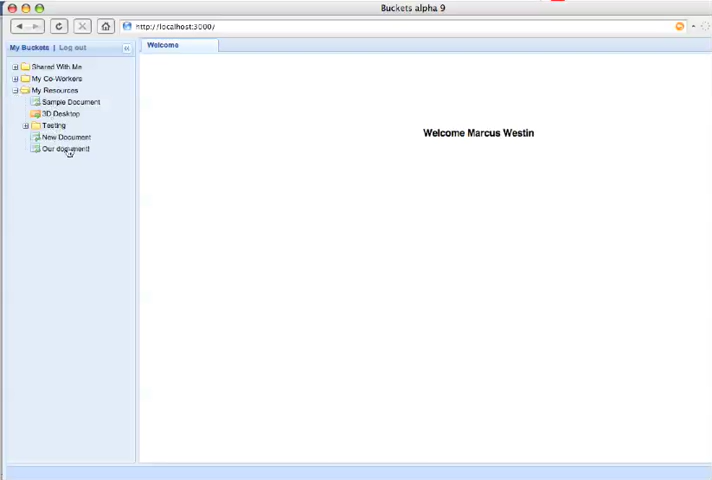 Buckets alpha 9
http://localhost:3000/
My Buckets | Log out
Welcome
Shared With Me
My Co-Workers
My Resources
Sample Document
3D Desktop
Testing
New Document
Our document!
Welcome Marcus Westin